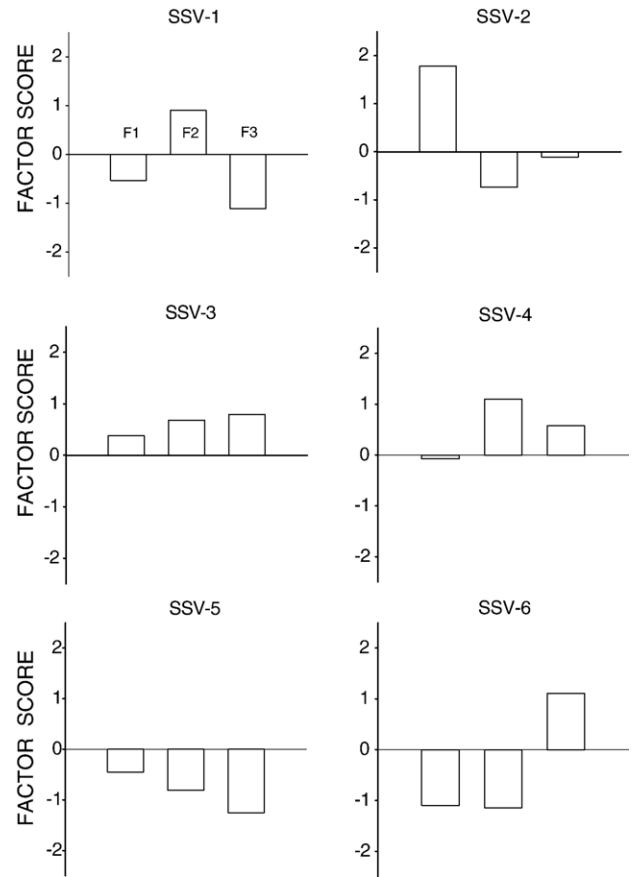 SSV-1
FACTOR SCORE
2
1
0
-1
-2
F1
F2
F3
SSV-2
2
1
0
-1
-2
SSV-3
FACTOR SCORE
2
1
0
-1
-2
SSV-4
2
1
0
-1
-2
SSV-5
FACTOR SCORE
2
1
0
-1
-2
SSV-6
2
1
0
-1
-2